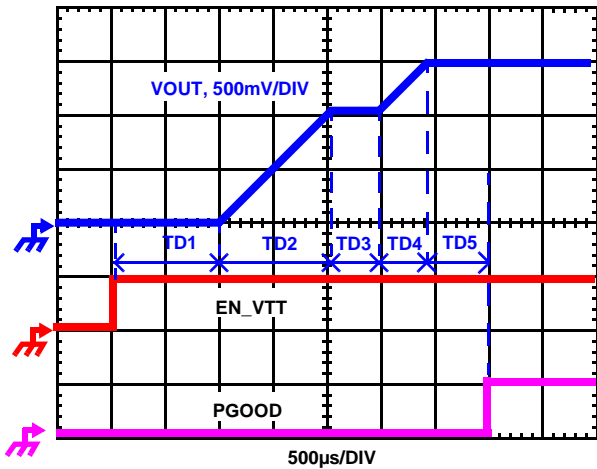 VOUT, 500mV/DIV
TD1 TD2 TD3 TD4 TD5
EN_VTT
PGOOD
500µs/DIV